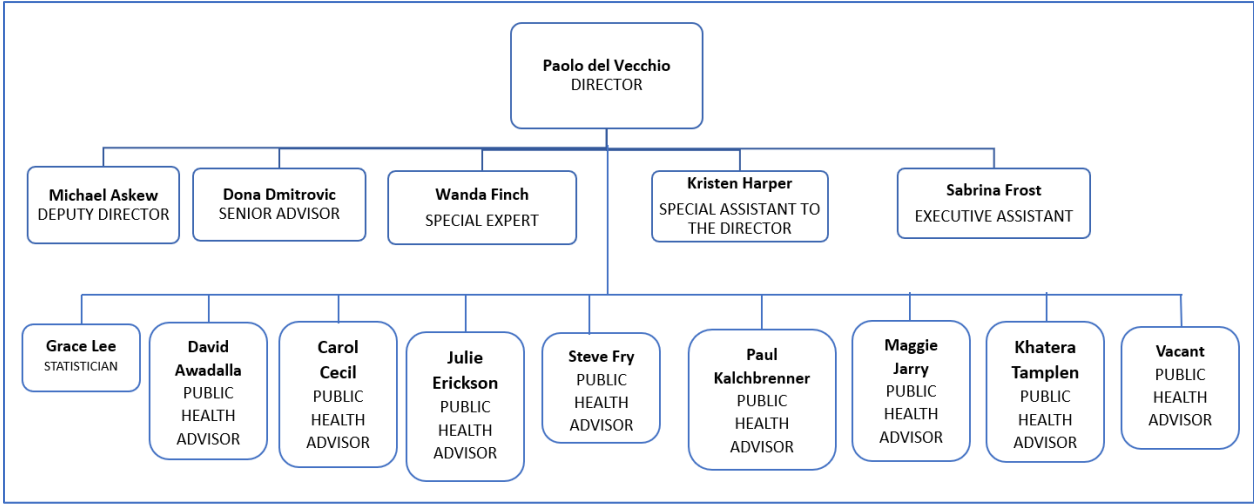 Paolo del Vecchio
DIRECTOR
Michael Askew
DEPUTY DIRECTOR
Dona Dmitrovic
SENIOR ADVISOR
Wanda Finch
SPECIAL EXPERT
Kristen Harper
SPECIAL ASSISTANT TO
THE DIRECTOR
Sabrina Frost
EXECUTIVE ASSISTANT
Grace Lee
STATISTICIAN
David
Awadalla
PUBLIC
HEALTH
ADVISOR
Carol
Cecil
PUBLIC
HEALTH
ADVISOR
Julie
Erickson
PUBLIC
HEALTH
ADVISOR
Steve Fry
PUBLIC
HEALTH
ADVISOR
Paul
Kalchbrenner
PUBLIC
HEALTH
ADVISOR
Maggie
Jarry
PUBLIC
HEALTH
ADVISOR
Khatera
Tamplen
PUBLIC
HEALTH
ADVISOR
Vacant
PUBLIC
HEALTH
ADVISOR